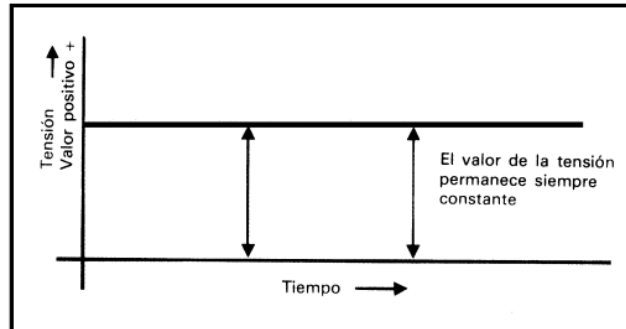 Tensión
Valor positivo +
El valor de la tensión
permanece siempre
constante
Tiempo